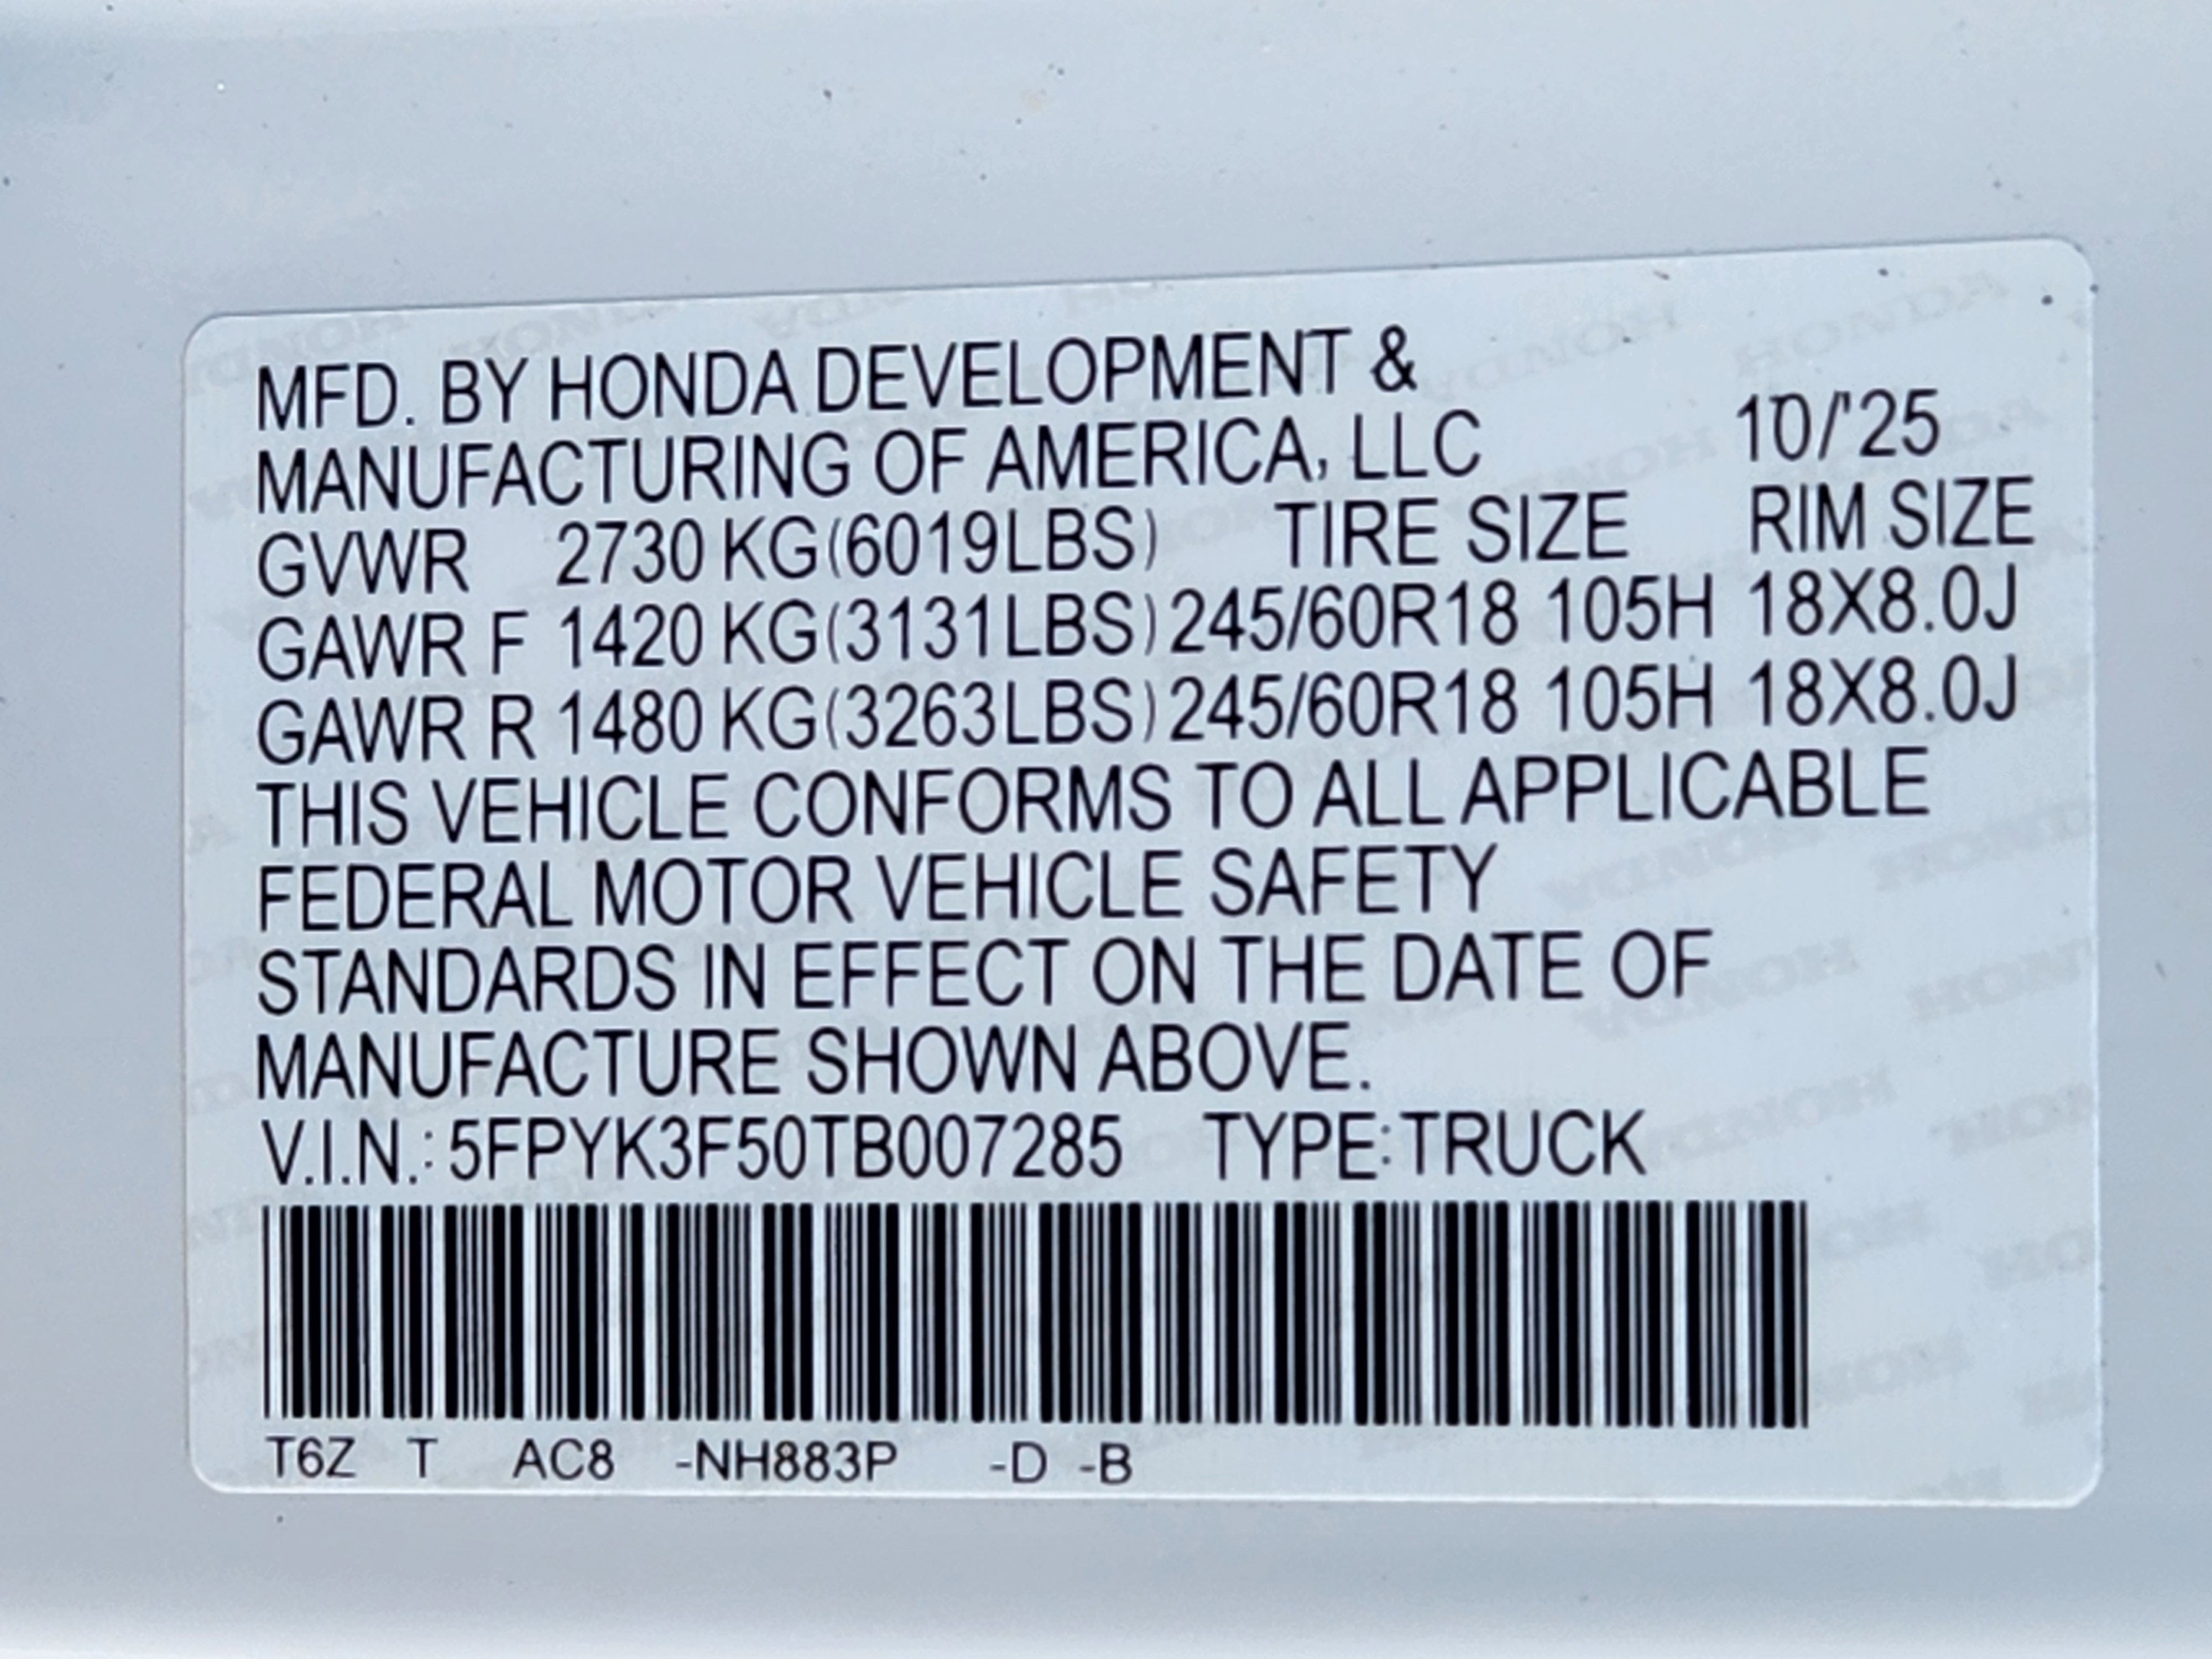 MFD. BY HONDA DEVELOPMENT &
MANUFACTURING OF AMERICA, LLC 10/'25
GVWR 2730 KG(6019LBS) TIRE SIZE RIM SIZE
GAWR F 1420 KG(3131LBS) 245/60R18 105H 18X8.0J
GAWR R 1480 KG(3263LBS) 245/60R18 105H 18X8.0J
THIS VEHICLE CONFORMS TO ALL APPLICABLE
FEDERAL MOTOR VEHICLE SAFETY
STANDARDS IN EFFECT ON THE DATE OF
MANUFACTURE SHOWN ABOVE.
V.I.N.: 5FPYK3F50TB007285 TYPE:TRUCK
T6Z T AC8 -NH883P -D -B